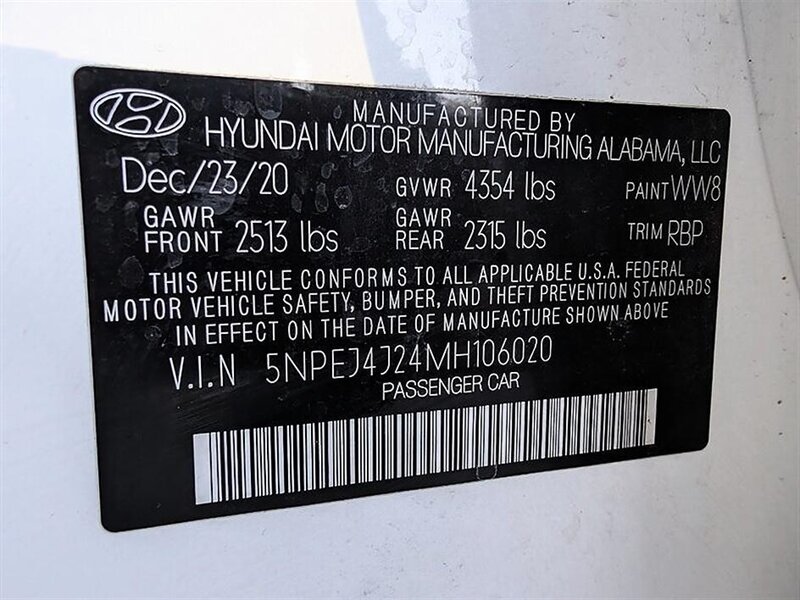 MANUFACTURED BY
HYUNDAI MOTOR MANUFACTURING ALABAMA, LLC
Dec/23/20 GVWR 4354 lbs PAINT WW8
GAWR FRONT 2513 lbs GAWR REAR 2315 lbs TRIM RBP
THIS VEHICLE CONFORMS TO ALL APPLICABLE U.S.A. FEDERAL
MOTOR VEHICLE SAFETY, BUMPER, AND THEFT PREVENTION STANDARDS
IN EFFECT ON THE DATE OF MANUFACTURE SHOWN ABOVE
V.I.N 5NPEJ4J24MH106020
PASSENGER CAR